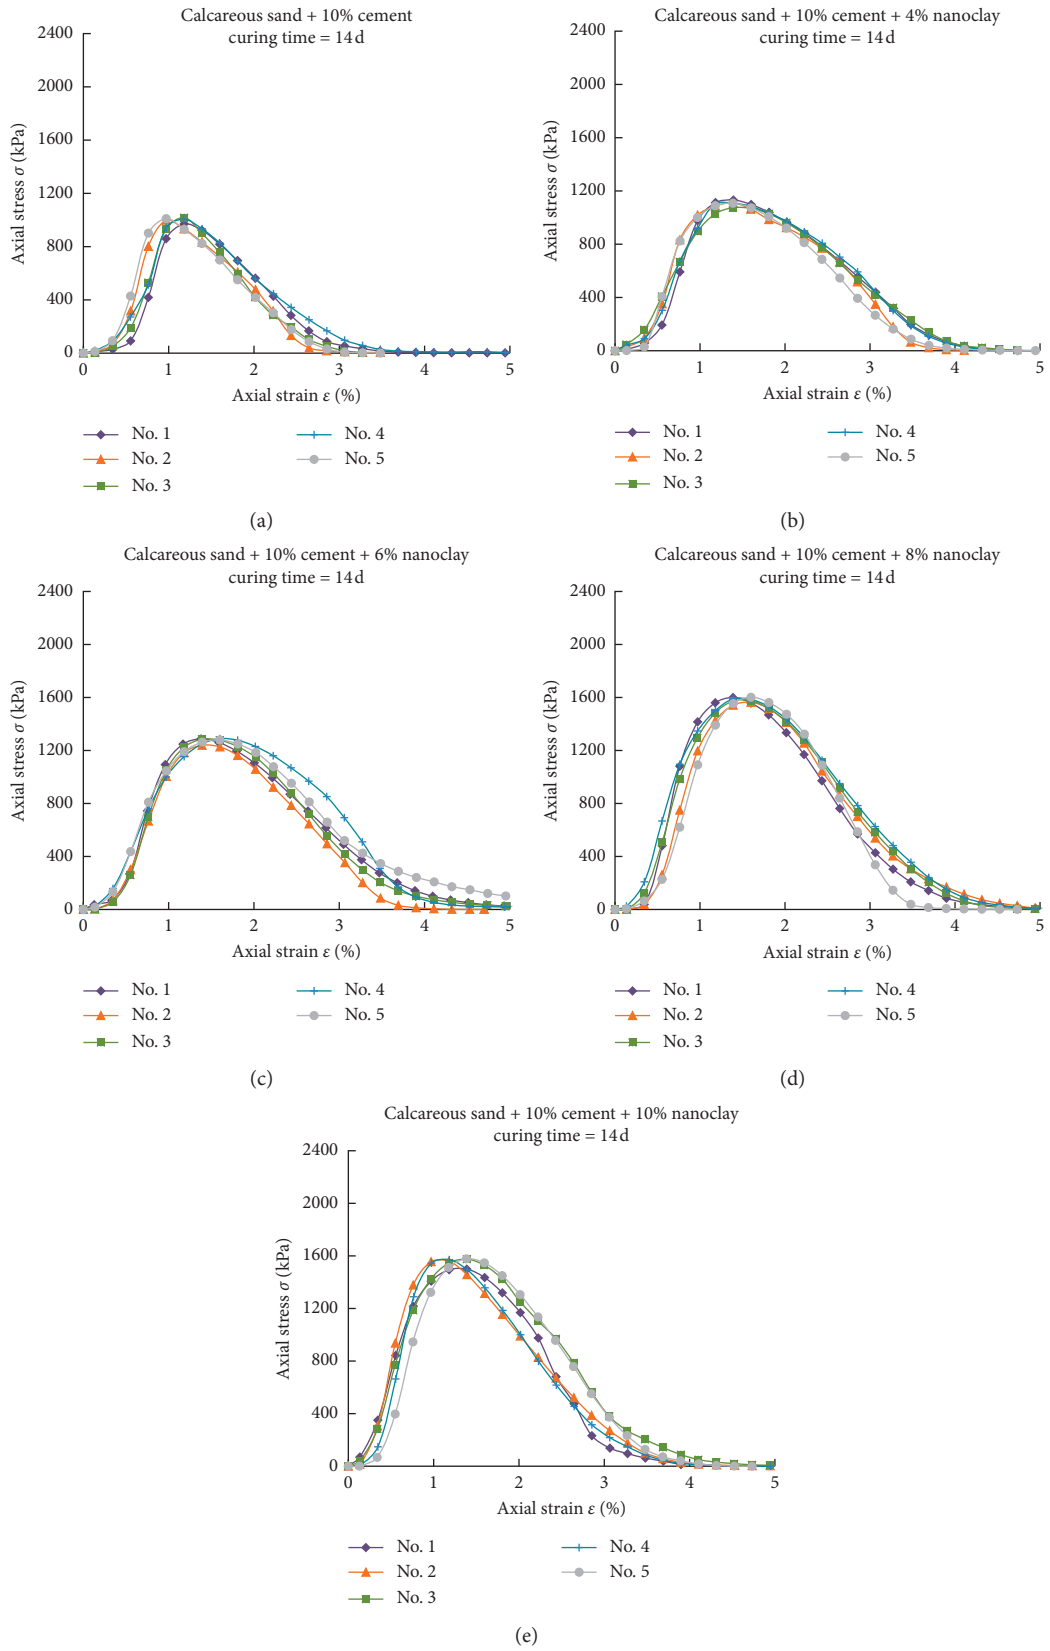 Calcareous sand + 10% cement
curing time = 14 d
2400
2000
1600
1200
800
400
0
Axial stress σ (kPa)
0 1 2 3 4 5
Axial strain ε (%)
No. 1
No. 2
No. 3
No. 4
No. 5
(a)
Calcareous sand + 10% cement + 4% nanoclay
curing time = 14 d
2400
2000
1600
1200
800
400
0
Axial stress σ (kPa)
0 1 2 3 4 5
Axial strain ε (%)
No. 1
No. 2
No. 3
No. 4
No. 5
(b)
Calcareous sand + 10% cement + 6% nanoclay
curing time = 14 d
2400
2000
1600
1200
800
400
0
Axial stress σ (kPa)
0 1 2 3 4 5
Axial strain ε (%)
No. 1
No. 2
No. 3
No. 4
No. 5
(c)
Calcareous sand + 10% cement + 8% nanoclay
curing time = 14 d
2400
2000
1600
1200
800
400
0
Axial stress σ (kPa)
0 1 2 3 4 5
Axial strain ε (%)
No. 1
No. 2
No. 3
No. 4
No. 5
(d)
Calcareous sand + 10% cement + 10% nanoclay
curing time = 14 d
2400
2000
1600
1200
800
400
0
Axial stress σ (kPa)
0 1 2 3 4 5
Axial strain ε (%)
No. 1
No. 2
No. 3
No. 4
No. 5
(e)